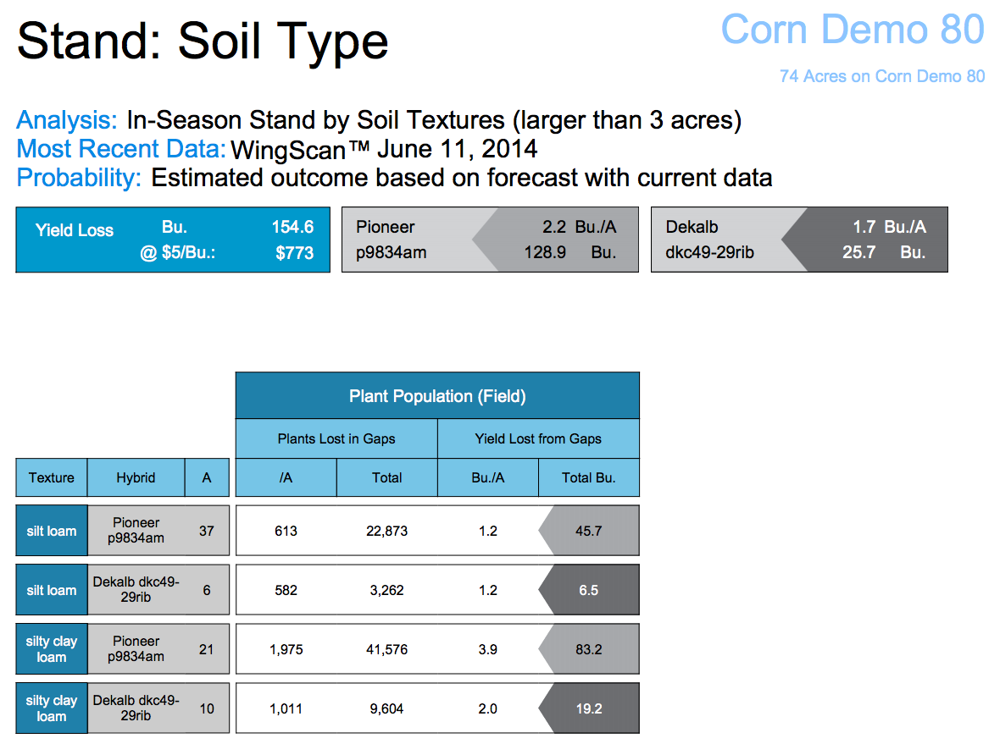 Stand: Soil Type
Corn Demo 80
74 Acres on Corn Demo 80
Analysis: In-Season Stand by Soil Textures (larger than 3 acres)
Most Recent Data: WingScan™ June 11, 2014
Probability: Estimated outcome based on forecast with current data
Yield Loss Bu. 154.6
@ $5/Bu.: $773
Pioneer 2.2 Bu./A
p9834am 128.9 Bu.
Dekalb 1.7 Bu./A
dkc49-29rib 25.7 Bu.
Plant Population (Field)
Plants Lost in Gaps Yield Lost from Gaps
Texture Hybrid A /A Total Bu./A Total Bu.
silt loam Pioneer
p9834am 37 613 22,873 1.2 45.7
silt loam Dekalb dkc49-
29rib 6 582 3,262 1.2 6.5
silty clay
loam Pioneer
p9834am 21 1,975 41,576 3.9 83.2
silty clay
loam Dekalb dkc49-
29rib 10 1,011 9,604 2.0 19.2